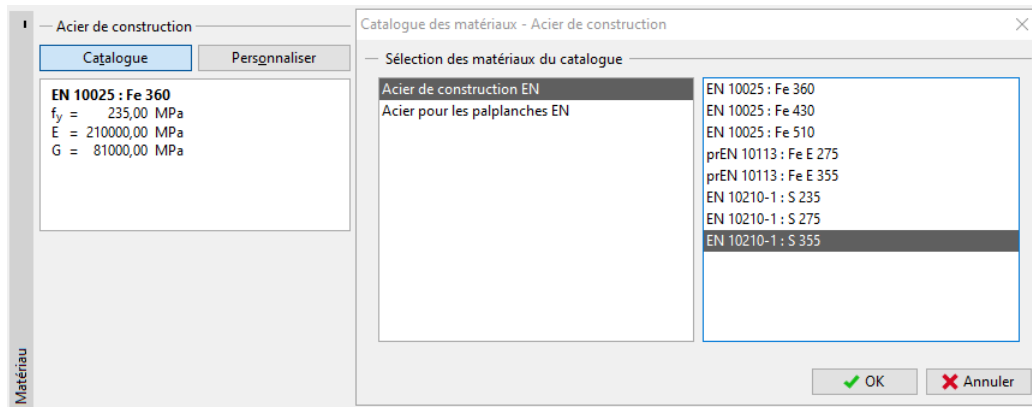 Acier de construction
Catalogue
Personnaliser
EN 10025 : Fe 360
fy = 235,00 MPa
E = 210000,00 MPa
G = 81000,00 MPa
Matériau
Catalogue des matériaux - Acier de construction
Sélection des matériaux du catalogue
Acier de construction EN
Acier pour les palplanches EN
EN 10025 : Fe 360
EN 10025 : Fe 430
EN 10025 : Fe 510
prEN 10113 : Fe E 275
prEN 10113 : Fe E 355
EN 10210-1 : S 235
EN 10210-1 : S 275
EN 10210-1 : S 355
OK
Annuler